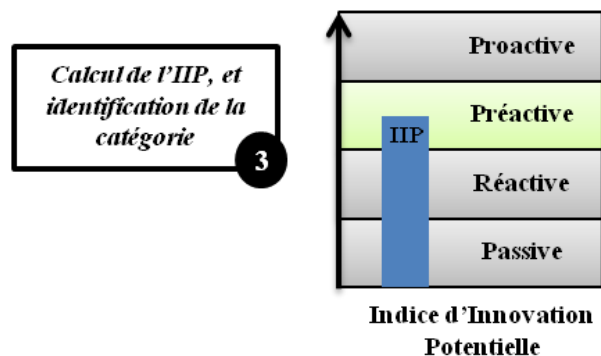 Calcul de l'IIP, et
identification de la
catégorie
3
Proactive
Préactive
IIP
Réactive
Passive
Indice d'Innovation
Potentielle